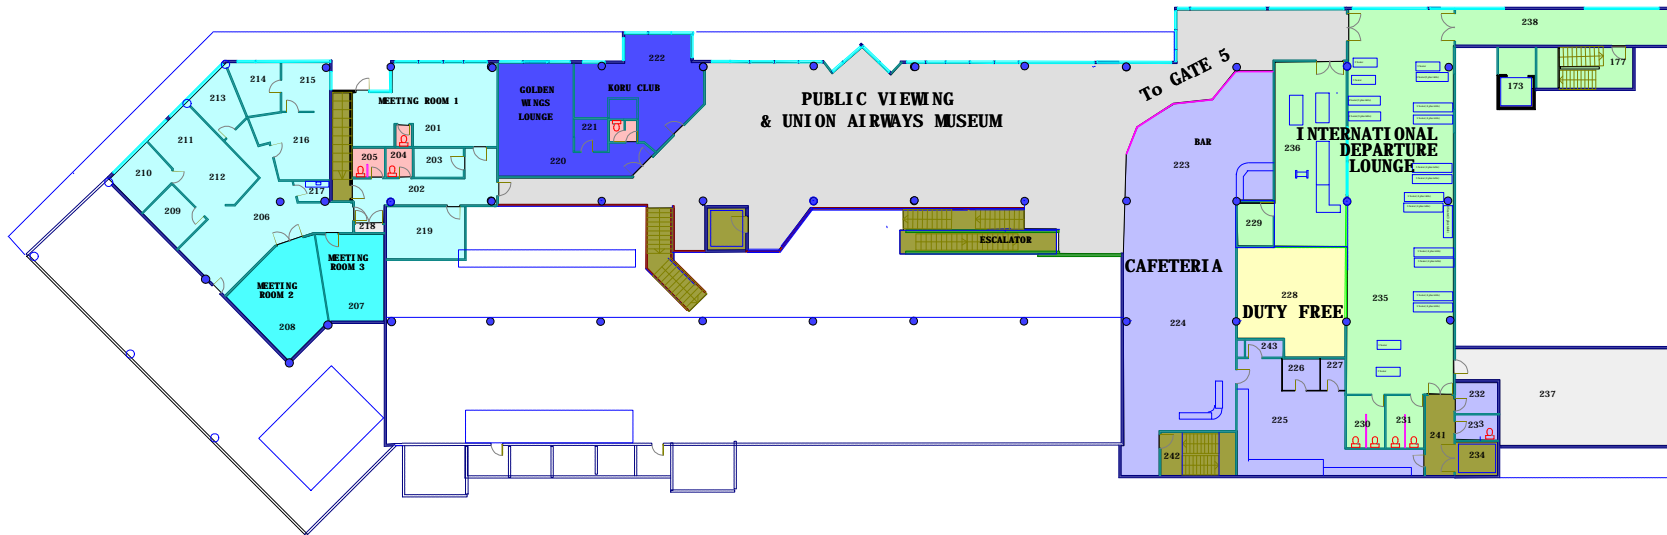 238
To GATE 5
222
177
173
214
215
213
GOLDEN
WINGS
LOUNGE
KORU CLUB
MEETING ROOM 1
PUBLIC VIEWING
& UNION AIRWAYS MUSEUM
201
221
211
216
BAR
236
INTERNATIONAL
DEPARTURE
LOUNGE
205
204
203
220
223
210
212
217
202
209
206
218
219
229
ESCALATOR
MEETING
ROOM 3
CAFETERIA
MEETING
ROOM 2
207
208
228
DUTY FREE
235
224
243
226
227
232
237
225
230
231
241
233
242
234